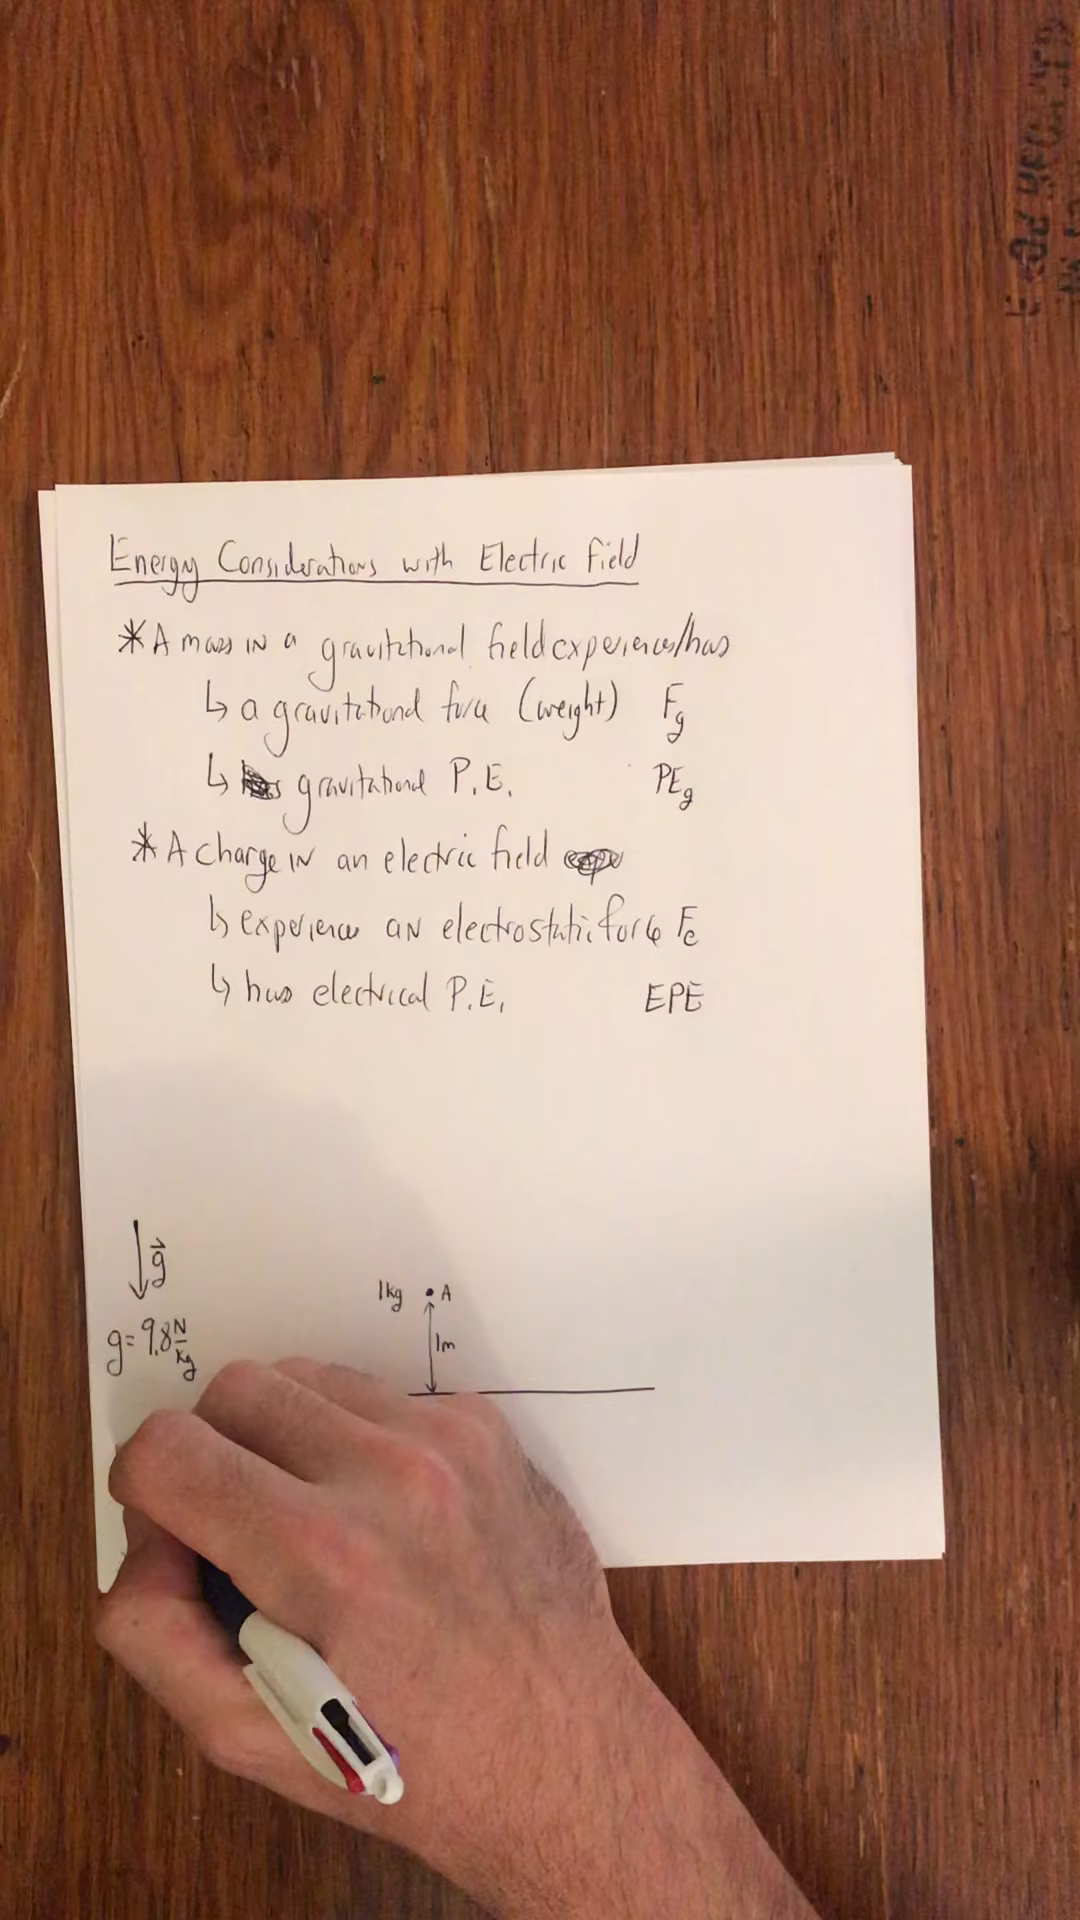 Energy Considerations with Electric Field
* A mass IN a gravitational field experiences/has
↳ a gravitational force (weight) Fg
↳ gravitational P.E. PEg
* A charge IN an electric field
↳ experiences an electrostatic force Fe
↳ has electrical P.E. EPE
g⃗
1kg • A
g = 9.8 N/kg
1m